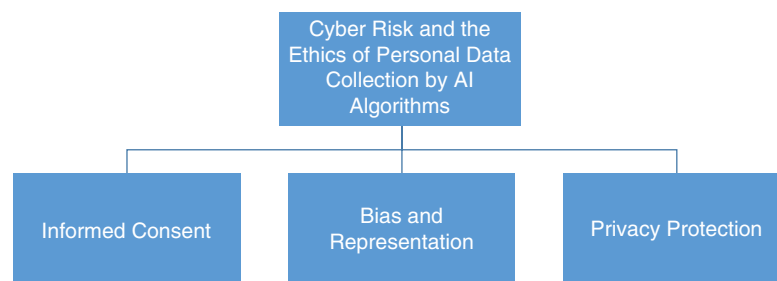 Cyber Risk and the
Ethics of Personal Data
Collection by AI
Algorithms
Informed Consent
Bias and
Representation
Privacy Protection